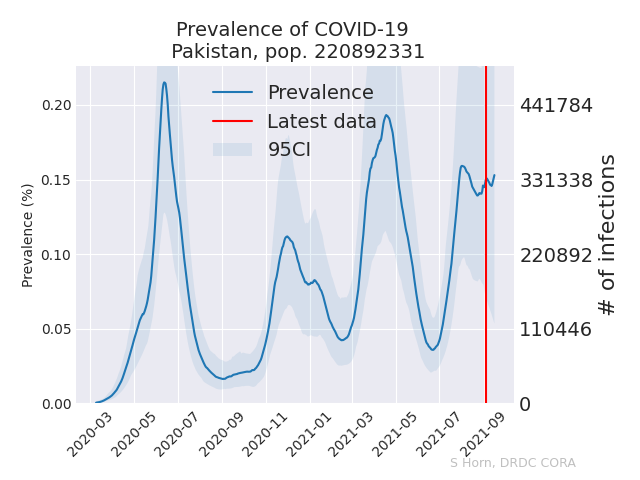 Prevalence of COVID-19
Pakistan, pop. 220892331
Prevalence
Latest data
95CI
Prevalence (%)
0.20
0.15
0.10
0.05
0.00
441784
331338
220892
110446
0
# of infections
2020-03
2020-05
2020-07
2020-09
2020-11
2021-01
2021-03
2021-05
2021-07
2021-09
S Horn, DRDC CORA